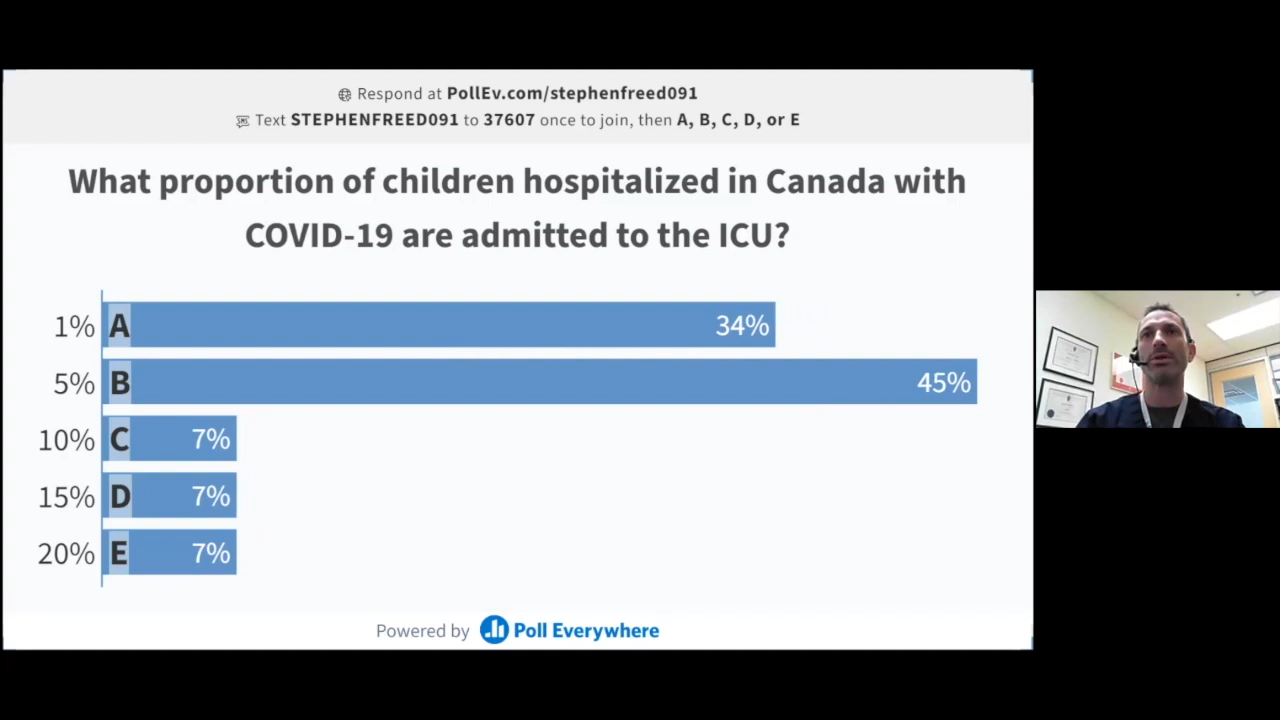 Respond at PollEv.com/stephenfreed091
Text STEPHENFREED091 to 37607 once to join, then A, B, C, D, or E
What proportion of children hospitalized in Canada with
COVID-19 are admitted to the ICU?
1% A 34%
5% B 45%
10% C 7%
15% D 7%
20% E 7%
Powered by Poll Everywhere